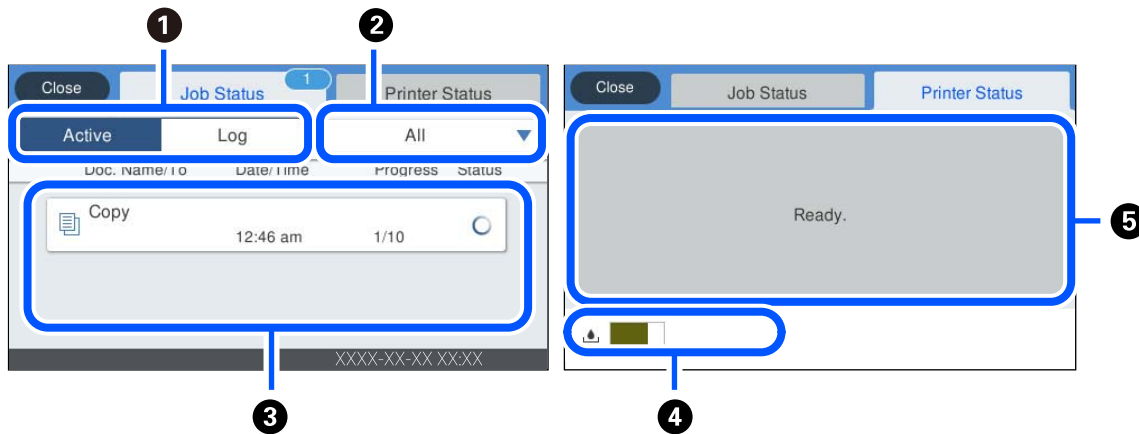 1 2
Close Job Status 1 Printer Status
Active Log All
Doc. Name/To Date/Time Progress Status
Copy
12:46 am 1/10
XXXX-XX-XX XX:XX
3
Close Job Status Printer Status
Ready.
5
4